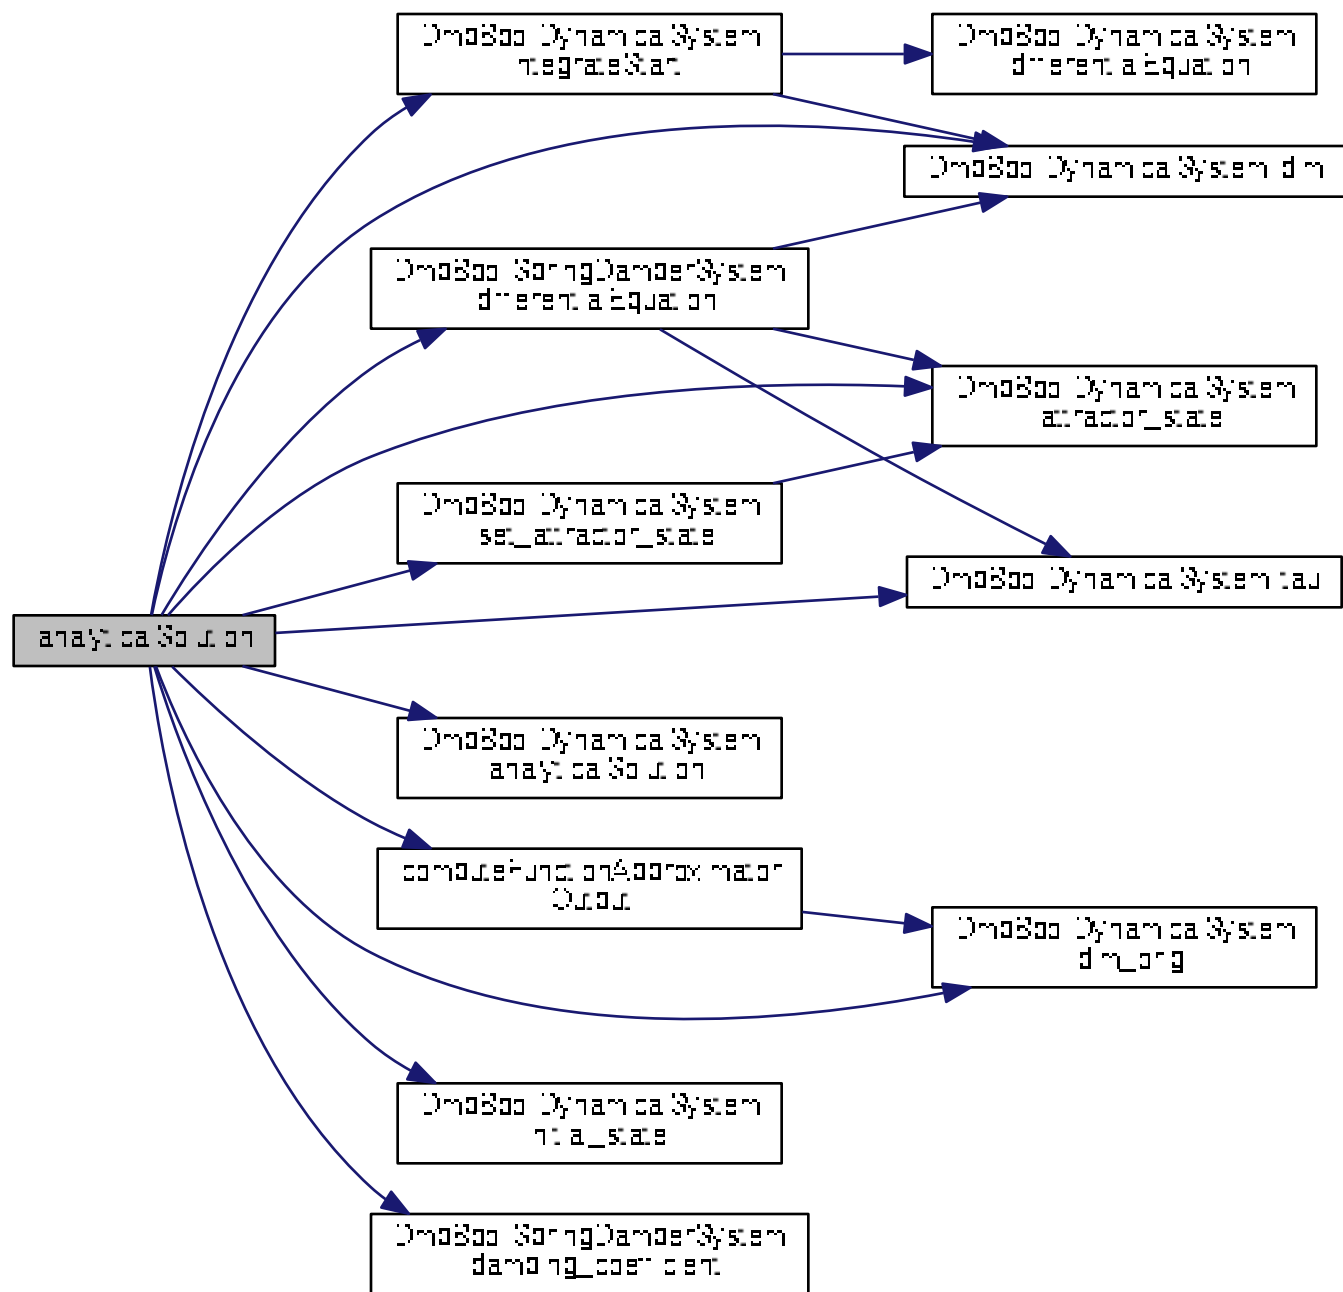 DmpBbo::DynamicalSystem
::integrateStart
DmpBbo::DynamicalSystem
::differentialEquation
DmpBbo::DynamicalSystem::dim
DmpBbo::SpringDamperSystem
::differentialEquation
DmpBbo::DynamicalSystem
::attractor_state
DmpBbo::DynamicalSystem
::set_attractor_state
DmpBbo::DynamicalSystem::tau
analyticalSolution
DmpBbo::DynamicalSystem
::analyticalSolution
computeFunctionApproximator
Output
DmpBbo::DynamicalSystem
::dim_orig
DmpBbo::DynamicalSystem
::initial_state
DmpBbo::SpringDamperSystem
::damping_coefficient